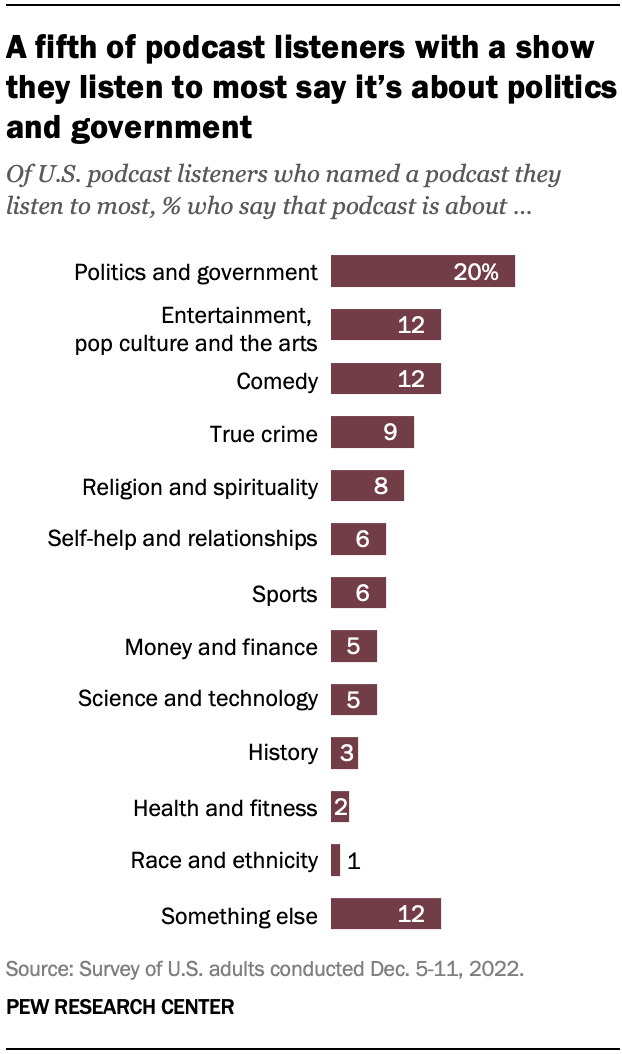 A fifth of podcast listeners with a show
they listen to most say it’s about politics
and government
Of U.S. podcast listeners who named a podcast they
listen to most, % who say that podcast is about ...
Politics and government 20%
Entertainment,
pop culture and the arts 12
Comedy 12
True crime 9
Religion and spirituality 8
Self-help and relationships 6
Sports 6
Money and finance 5
Science and technology 5
History 3
Health and fitness 2
Race and ethnicity 1
Something else 12
Source: Survey of U.S. adults conducted Dec. 5-11, 2022.
PEW RESEARCH CENTER